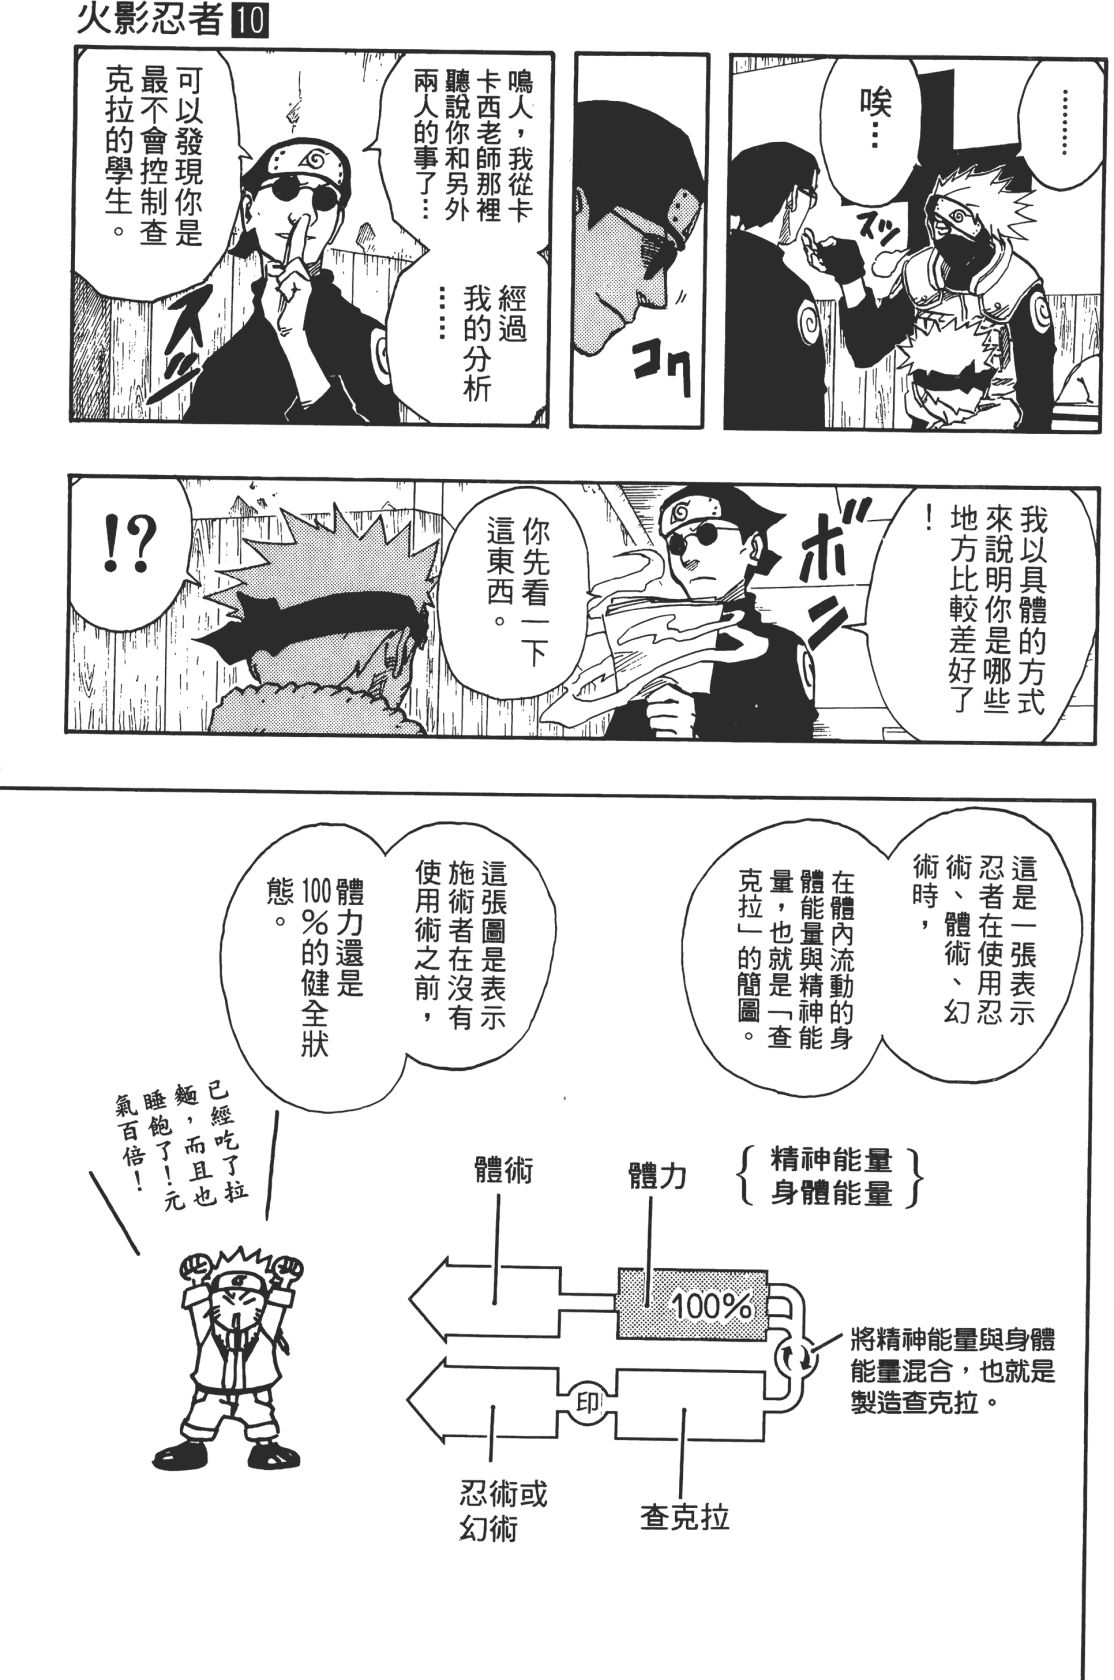 火影忍者10
………
唉…
ズッ
コク
鳴人，我從卡
卡西老師那裡
聽說你和另外
兩人的事了…
經過
我的分析
……
可以發現你是
最不會控制查
克拉的學生。
ズッ
我以具體的方式
來說明你是哪些
地方比較差好了
！
ボン
你先看一下
這東西。
!?
這是一張表示
忍者在使用忍
術、體術、幻
術時，
在體內流動的身
體能量與精神能
量，也就是「查
克拉」的簡圖。
這張圖是表示
施術者在沒有
使用術之前，
體力還是
100％的健全狀
態。
已經吃了拉
麵，而且也
睡飽了！元
氣百倍！
體術
體力
{精神能量
身體能量}
100%
將精神能量與身體
能量混合，也就是
製造查克拉。
印
忍術或
幻術
查克拉